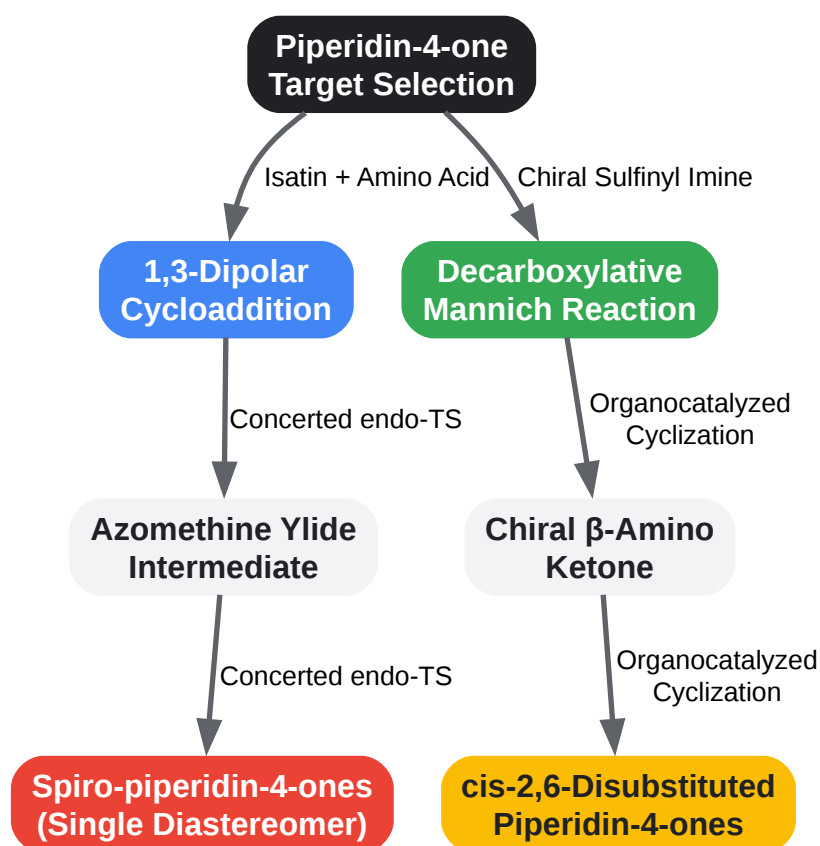 Piperidin-4-one
Target Selection
Isatin + Amino Acid
Chiral Sulfinyl Imine
1,3-Dipolar
Cycloaddition
Decarboxylative
Mannich Reaction
Concerted endo-TS
Organocatalyzed
Cyclization
Azomethine Ylide
Intermediate
Chiral β-Amino
Ketone
Concerted endo-TS
Organocatalyzed
Cyclization
Spiro-piperidin-4-ones
(Single Diastereomer)
cis-2,6-Disubstituted
Piperidin-4-ones